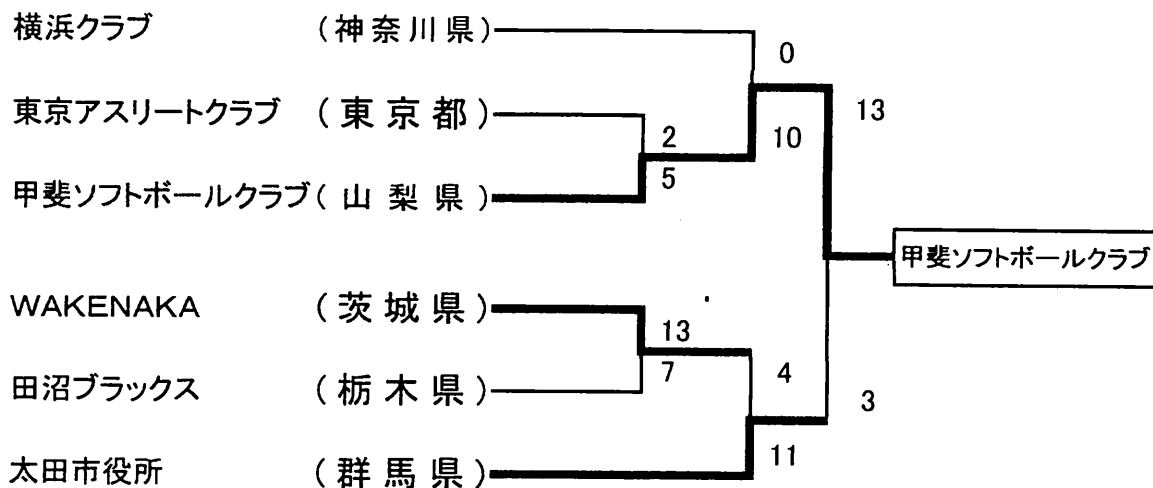 横浜クラブ (神奈川県)
0
東京アスリートクラブ (東京都)
13
2
10
5
甲斐ソフトボールクラブ (山梨県)
甲斐ソフトボールクラブ
WAKENAKA (茨城県)
13
7
4
田沼ブラックス (栃木県)
3
11
太田市役所 (群馬県)